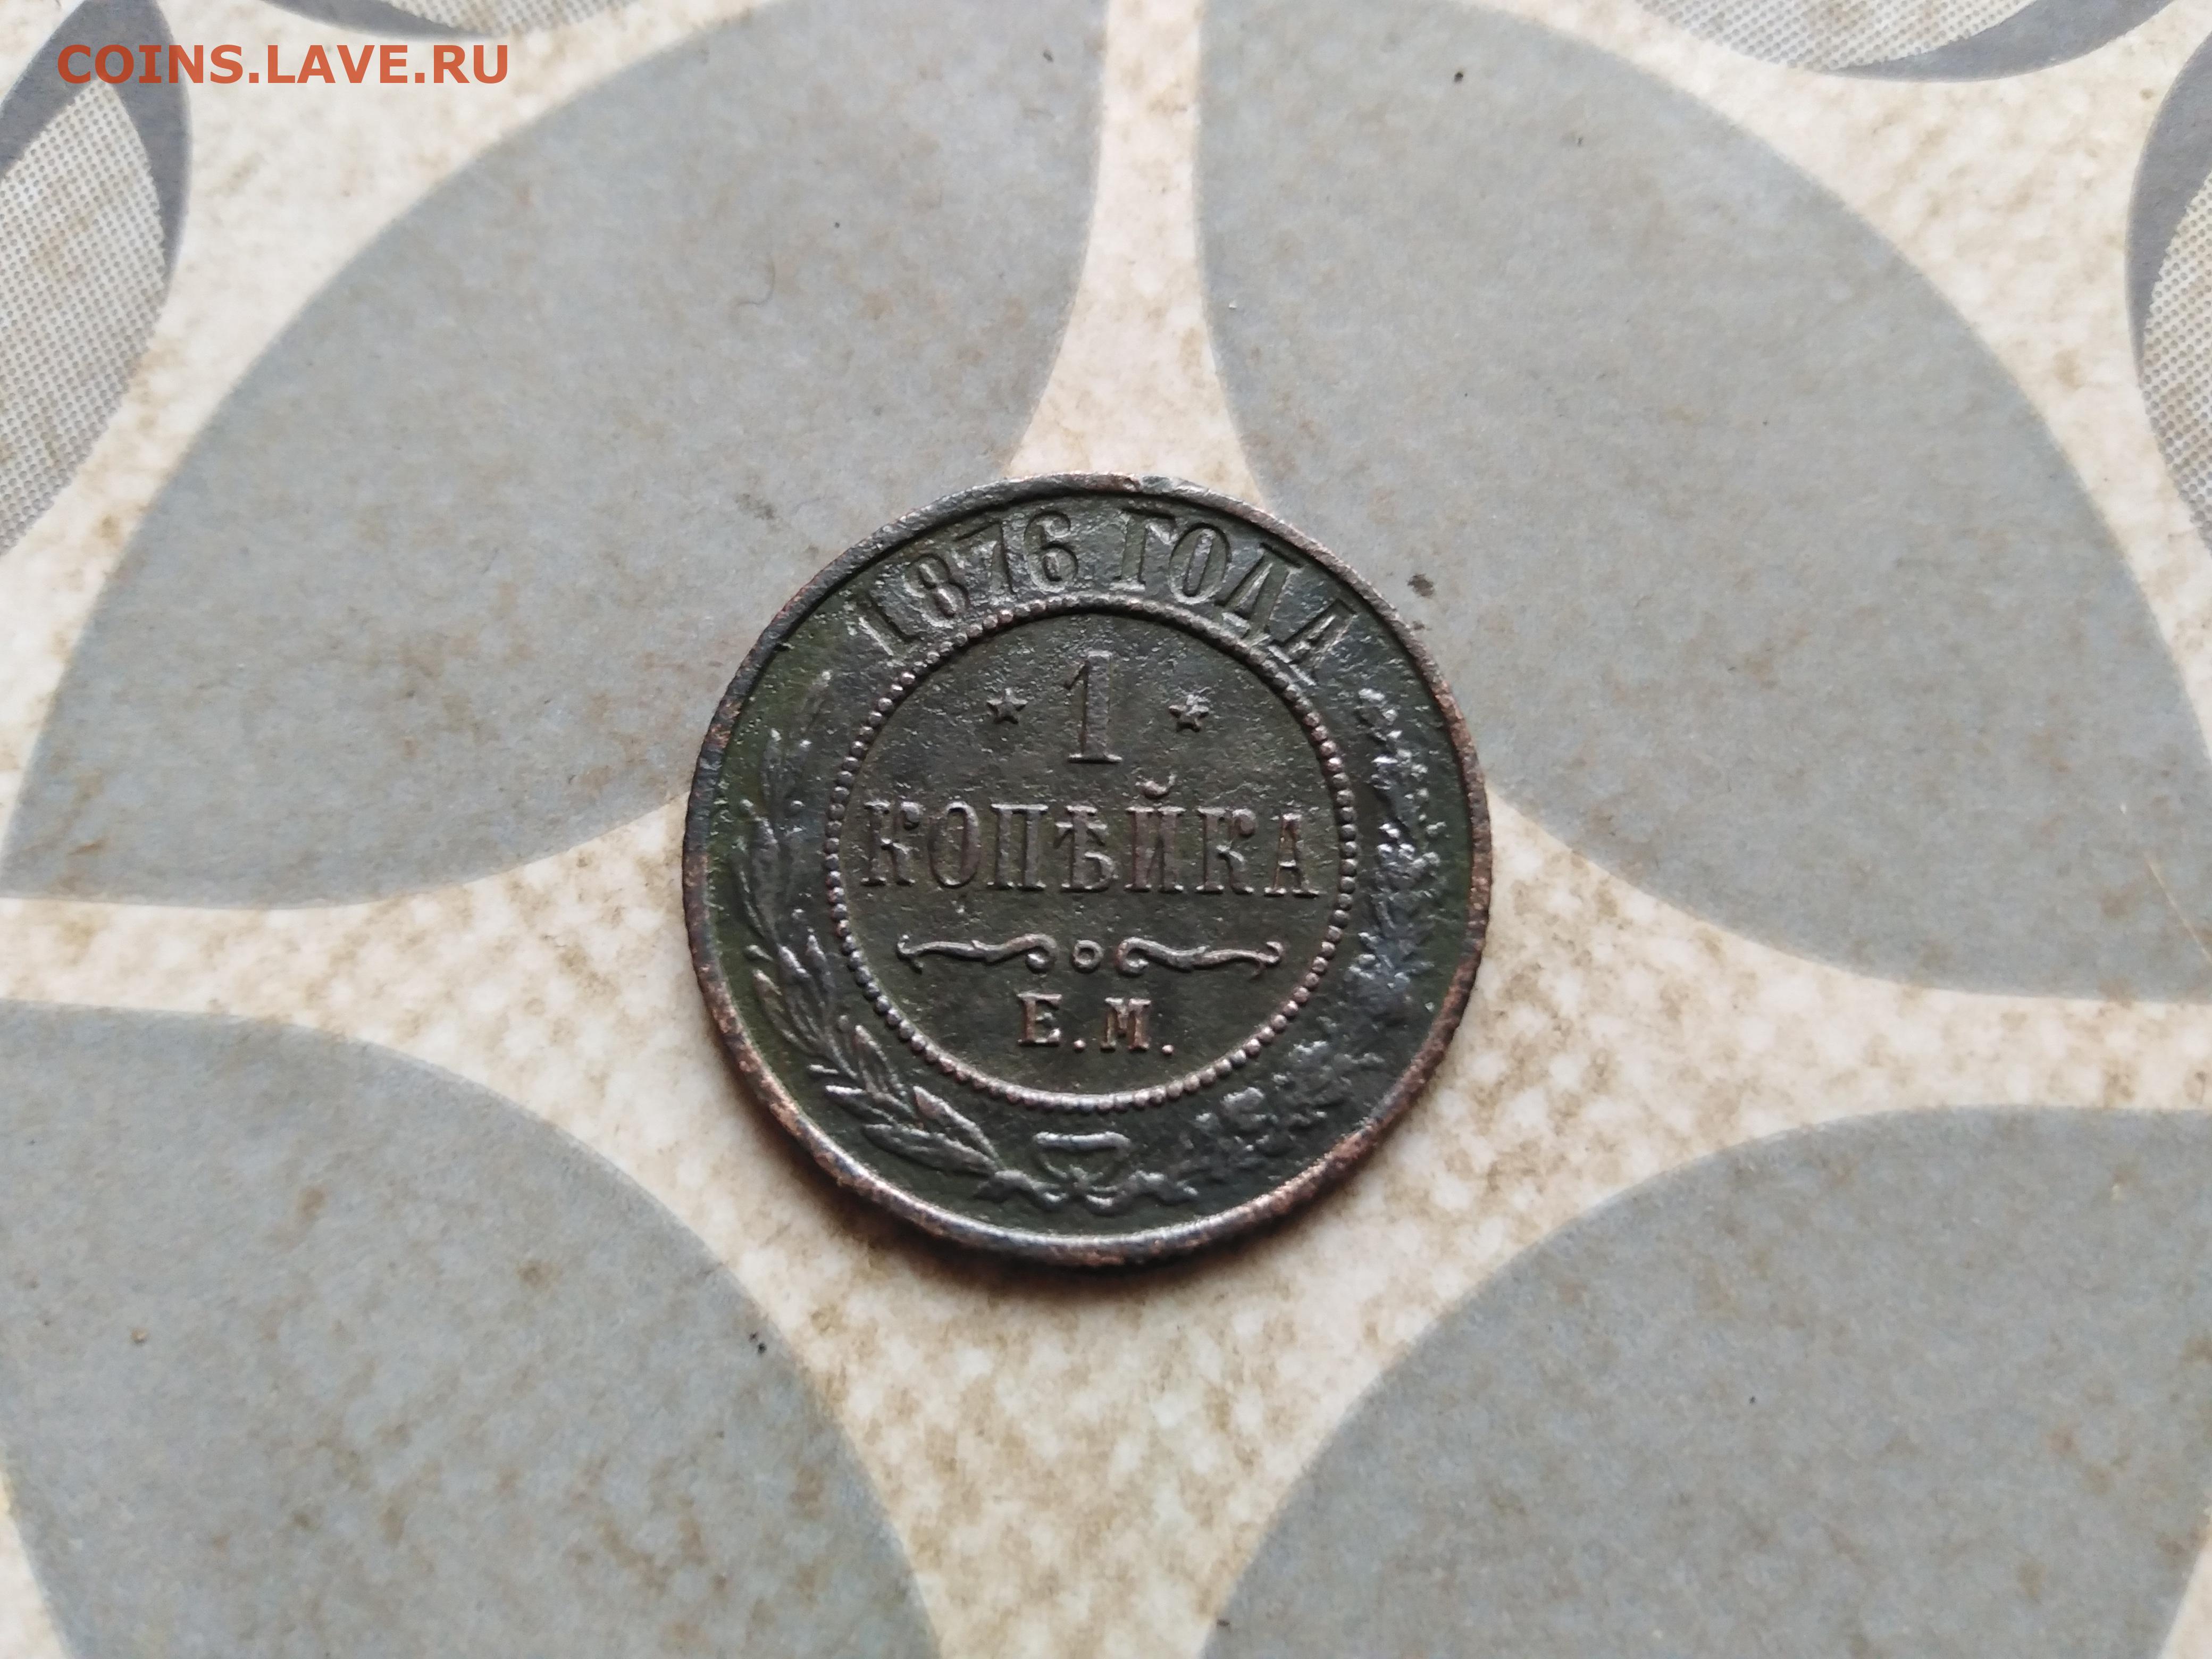 COINS.LAVE.RU
1876 ГОДА
1
КОПѢЙКА
Е.М.